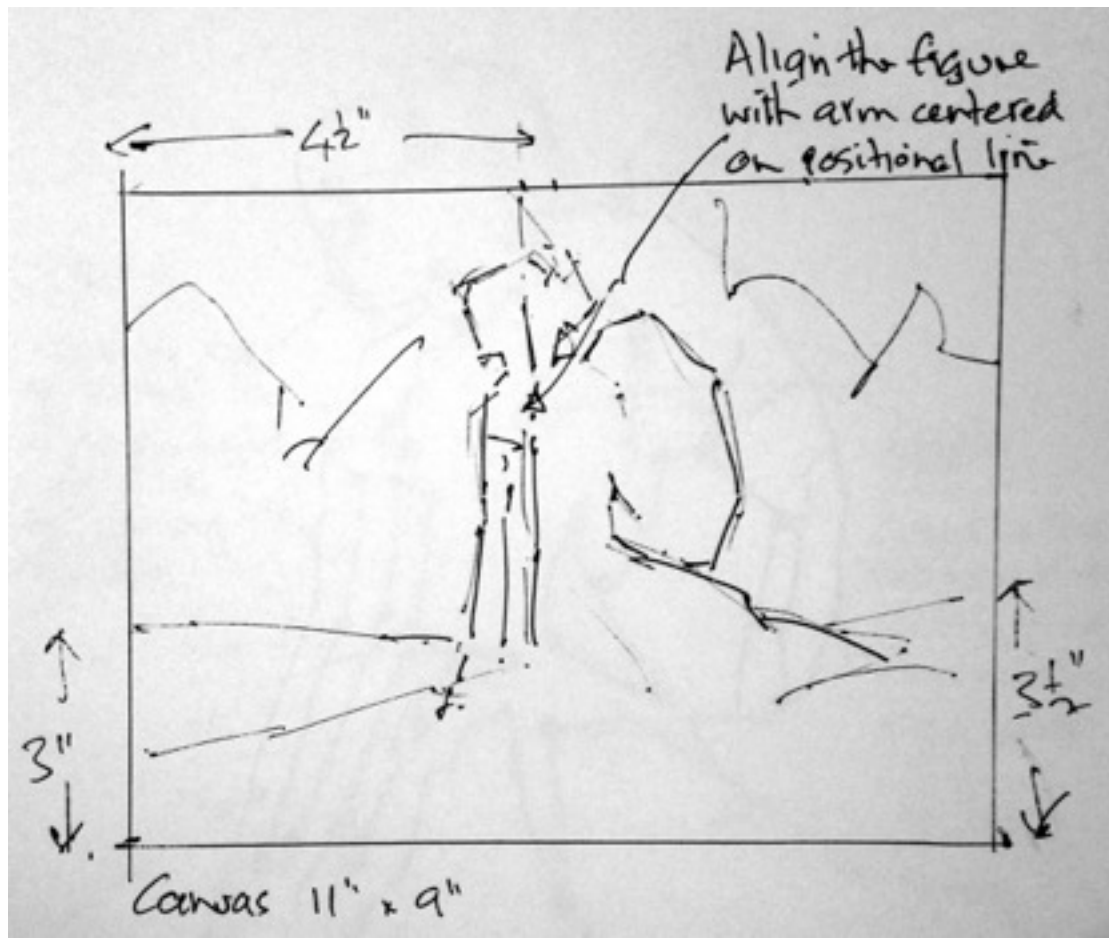 Align the figure
with arm centered
on positional line
4½"
3"
3½"
Canvas 11" x 9"